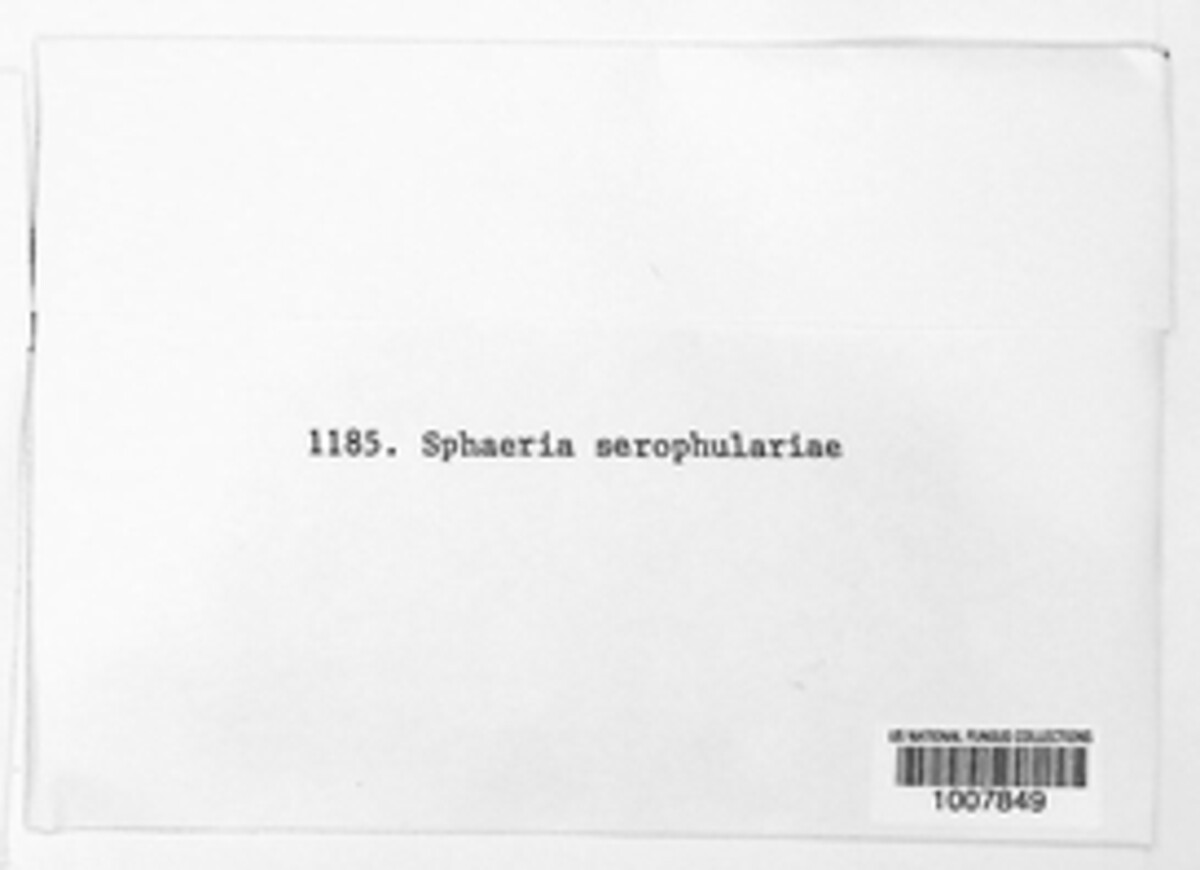 1185. Sphaeria serophulariae
US NATIONAL FUNGUS COLLECTIONS
1007849